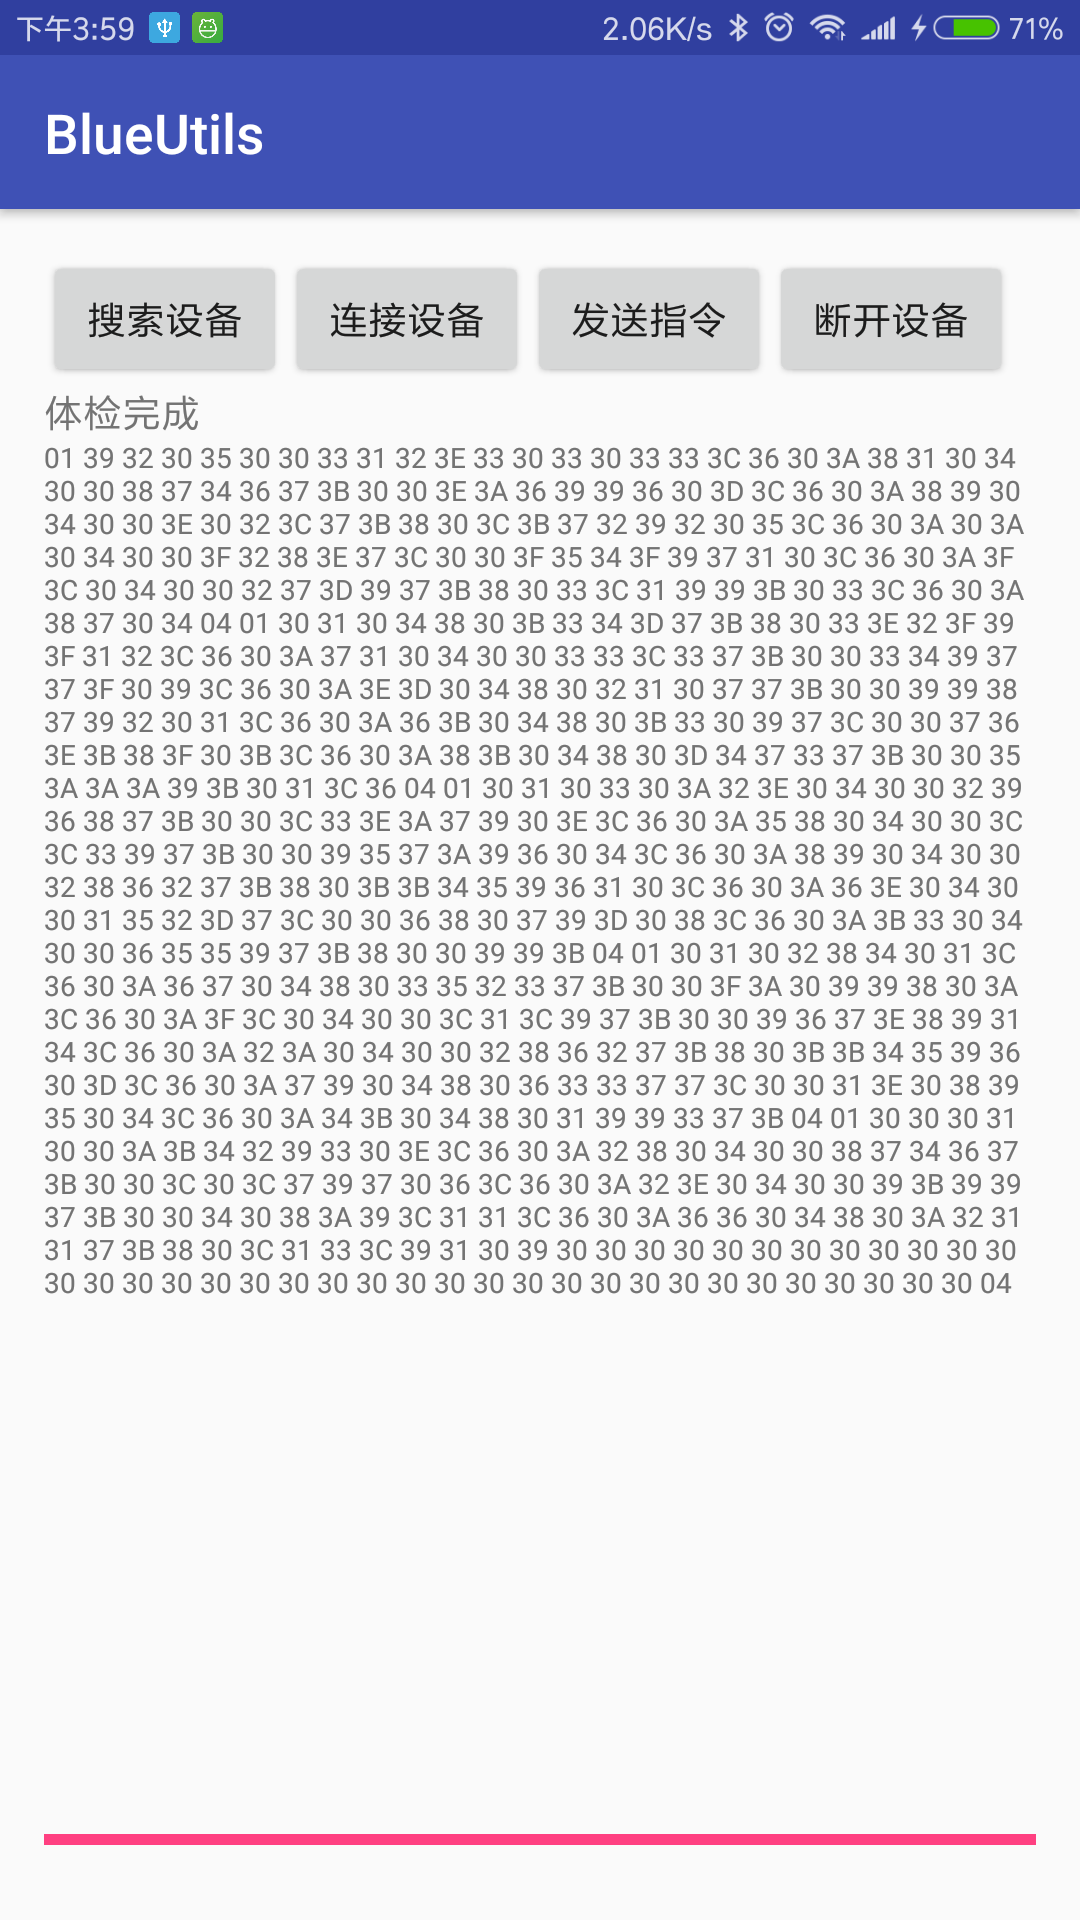 下午3:59 2.06K/s 71%
BlueUtils
搜索设备 连接设备 发送指令 断开设备
体检完成
01 39 32 30 35 30 30 33 31 32 3E 33 30 33 30 33 33 3C 36 30 3A 38 31 30 34
30 30 38 37 34 36 37 3B 30 30 3E 3A 36 39 39 36 30 3D 3C 36 30 3A 38 39 30
34 30 30 3E 30 32 3C 37 3B 38 30 3C 3B 37 32 39 32 30 35 3C 36 30 3A 30 3A
30 34 30 30 3F 32 38 3E 37 3C 30 30 3F 35 34 3F 39 37 31 30 3C 36 30 3A 3F
3C 30 34 30 30 32 37 3D 39 37 3B 38 30 33 3C 31 39 39 3B 30 33 3C 36 30 3A
38 37 30 34 04 01 30 31 30 34 38 30 3B 33 34 3D 37 3B 38 30 33 3E 32 3F 39
3F 31 32 3C 36 30 3A 37 31 30 34 30 30 33 33 3C 33 37 3B 30 30 33 34 39 37
37 3F 30 39 3C 36 30 3A 3E 3D 30 34 38 30 32 31 30 37 37 3B 30 30 39 39 38
37 39 32 30 31 3C 36 30 3A 36 3B 30 34 38 30 3B 33 30 39 37 3C 30 30 37 36
3E 3B 38 3F 30 3B 3C 36 30 3A 38 3B 30 34 38 30 3D 34 37 33 37 3B 30 30 35
3A 3A 3A 39 3B 30 31 3C 36 04 01 30 31 30 33 30 3A 32 3E 30 34 30 30 32 39
36 38 37 3B 30 30 3C 33 3E 3A 37 39 30 3E 3C 36 30 3A 35 38 30 34 30 30 3C
3C 33 39 37 3B 30 30 39 35 37 3A 39 36 30 34 3C 36 30 3A 38 39 30 34 30 30
32 38 36 32 37 3B 38 30 3B 3B 34 35 39 36 31 30 3C 36 30 3A 36 3E 30 34 30
30 31 35 32 3D 37 3C 30 30 36 38 30 37 39 3D 30 38 3C 36 30 3A 3B 33 30 34
30 30 36 35 35 39 37 3B 38 30 30 39 39 3B 04 01 30 31 30 32 38 34 30 31 3C
36 30 3A 36 37 30 34 38 30 33 35 32 33 37 3B 30 30 3F 3A 30 39 39 38 30 3A
3C 36 30 3A 3F 3C 30 34 30 30 3C 31 3C 39 37 3B 30 30 39 36 37 3E 38 39 31
34 3C 36 30 3A 32 3A 30 34 30 30 32 38 36 32 37 3B 38 30 3B 3B 34 35 39 36
30 3D 3C 36 30 3A 37 39 30 34 38 30 36 33 33 37 37 3C 30 30 31 3E 30 38 39
35 30 34 3C 36 30 3A 34 3B 30 34 38 30 31 39 39 33 37 3B 04 01 30 30 30 31
30 30 3A 3B 34 32 39 33 30 3E 3C 36 30 3A 32 38 30 34 30 30 38 37 34 36 37
3B 30 30 3C 30 3C 37 39 37 30 36 3C 36 30 3A 32 3E 30 34 30 30 39 3B 39 39
37 3B 30 30 34 30 38 3A 39 3C 31 31 3C 36 30 3A 36 36 30 34 38 30 3A 32 31
31 37 3B 38 30 3C 31 33 3C 39 31 30 39 30 30 30 30 30 30 30 30 30 30 30 30
30 30 30 30 30 30 30 30 30 30 30 30 30 30 30 30 30 30 30 30 30 30 30 30 04